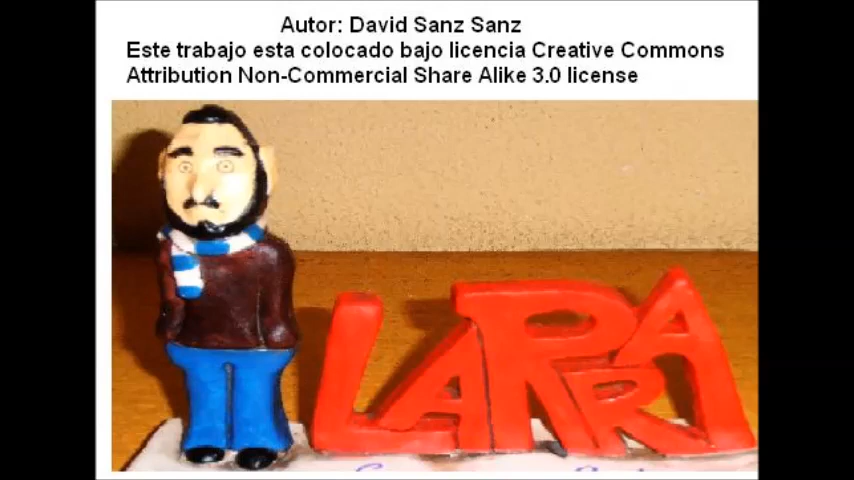 Autor: David Sanz Sanz
Este trabajo esta colocado bajo licencia Creative Commons
Attribution Non-Commercial Share Alike 3.0 license
LARRA